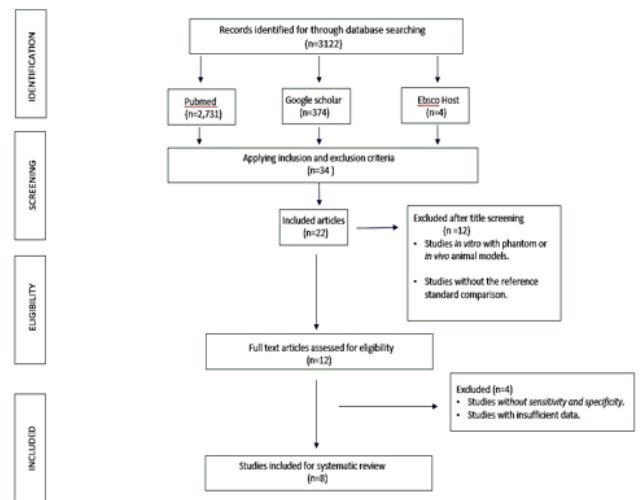 IDENTIFICATION
Records identified for through database searching
(n=3122)
Pubmed
(n=2,731)
Google scholar
(n=374)
Ebsco Host
(n=4)
SCREENING
Applying inclusion and exclusion criteria
(n=34 )
Included articles
(n=22)
Excluded after title screening
(n =12)
• Studies in vitro with phantom or
in vivo animal models.
• Studies without the reference
standard comparison.
ELIGIBILITY
Full text articles assessed for eligibility
(n=12)
Excluded (n=4)
• Studies without sensitivity and specificity.
• Studies with insufficient data.
INCLUDED
Studies included for systematic review
(n=8)